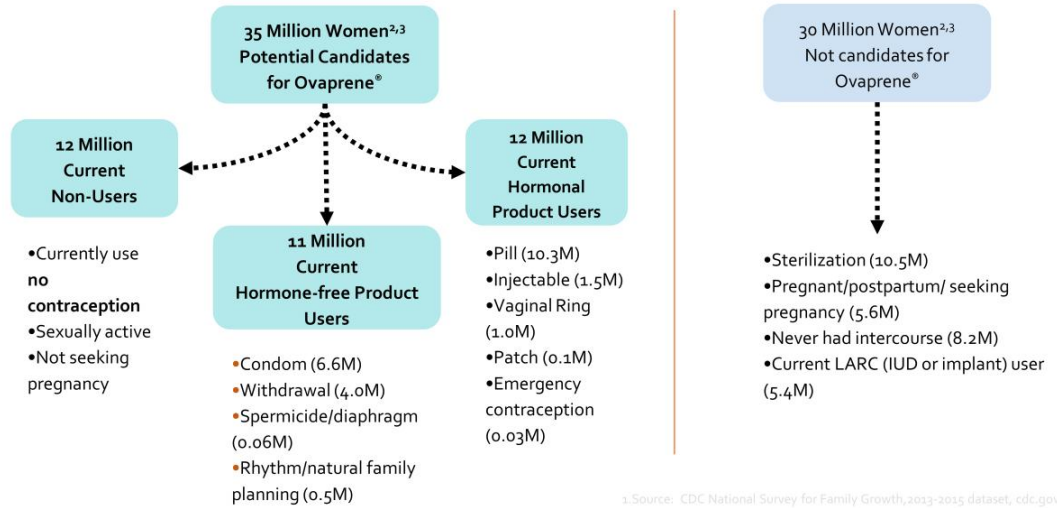 35 Million Women²,³
Potential Candidates
for Ovaprene®
30 Million Women²,³
Not candidates for
Ovaprene®
12 Million
Current
Non-Users
12 Million
Current
Hormonal
Product Users
11 Million
Current
Hormone-free Product
Users
•Currently use
no
contraception
•Sexually active
•Not seeking
pregnancy
•Condom (6.6M)
•Withdrawal (4.0M)
•Spermicide/diaphragm
(0.06M)
•Rhythm/natural family
planning (0.5M)
•Pill (10.3M)
•Injectable (1.5M)
•Vaginal Ring
(1.0M)
•Patch (0.1M)
•Emergency
contraception
(0.03M)
•Sterilization (10.5M)
•Pregnant/postpartum/ seeking
pregnancy (5.6M)
•Never had intercourse (8.2M)
•Current LARC (IUD or implant) user
(5.4M)
1.Source: CDC National Survey for Family Growth, 2013-2015 dataset, cdc.gov